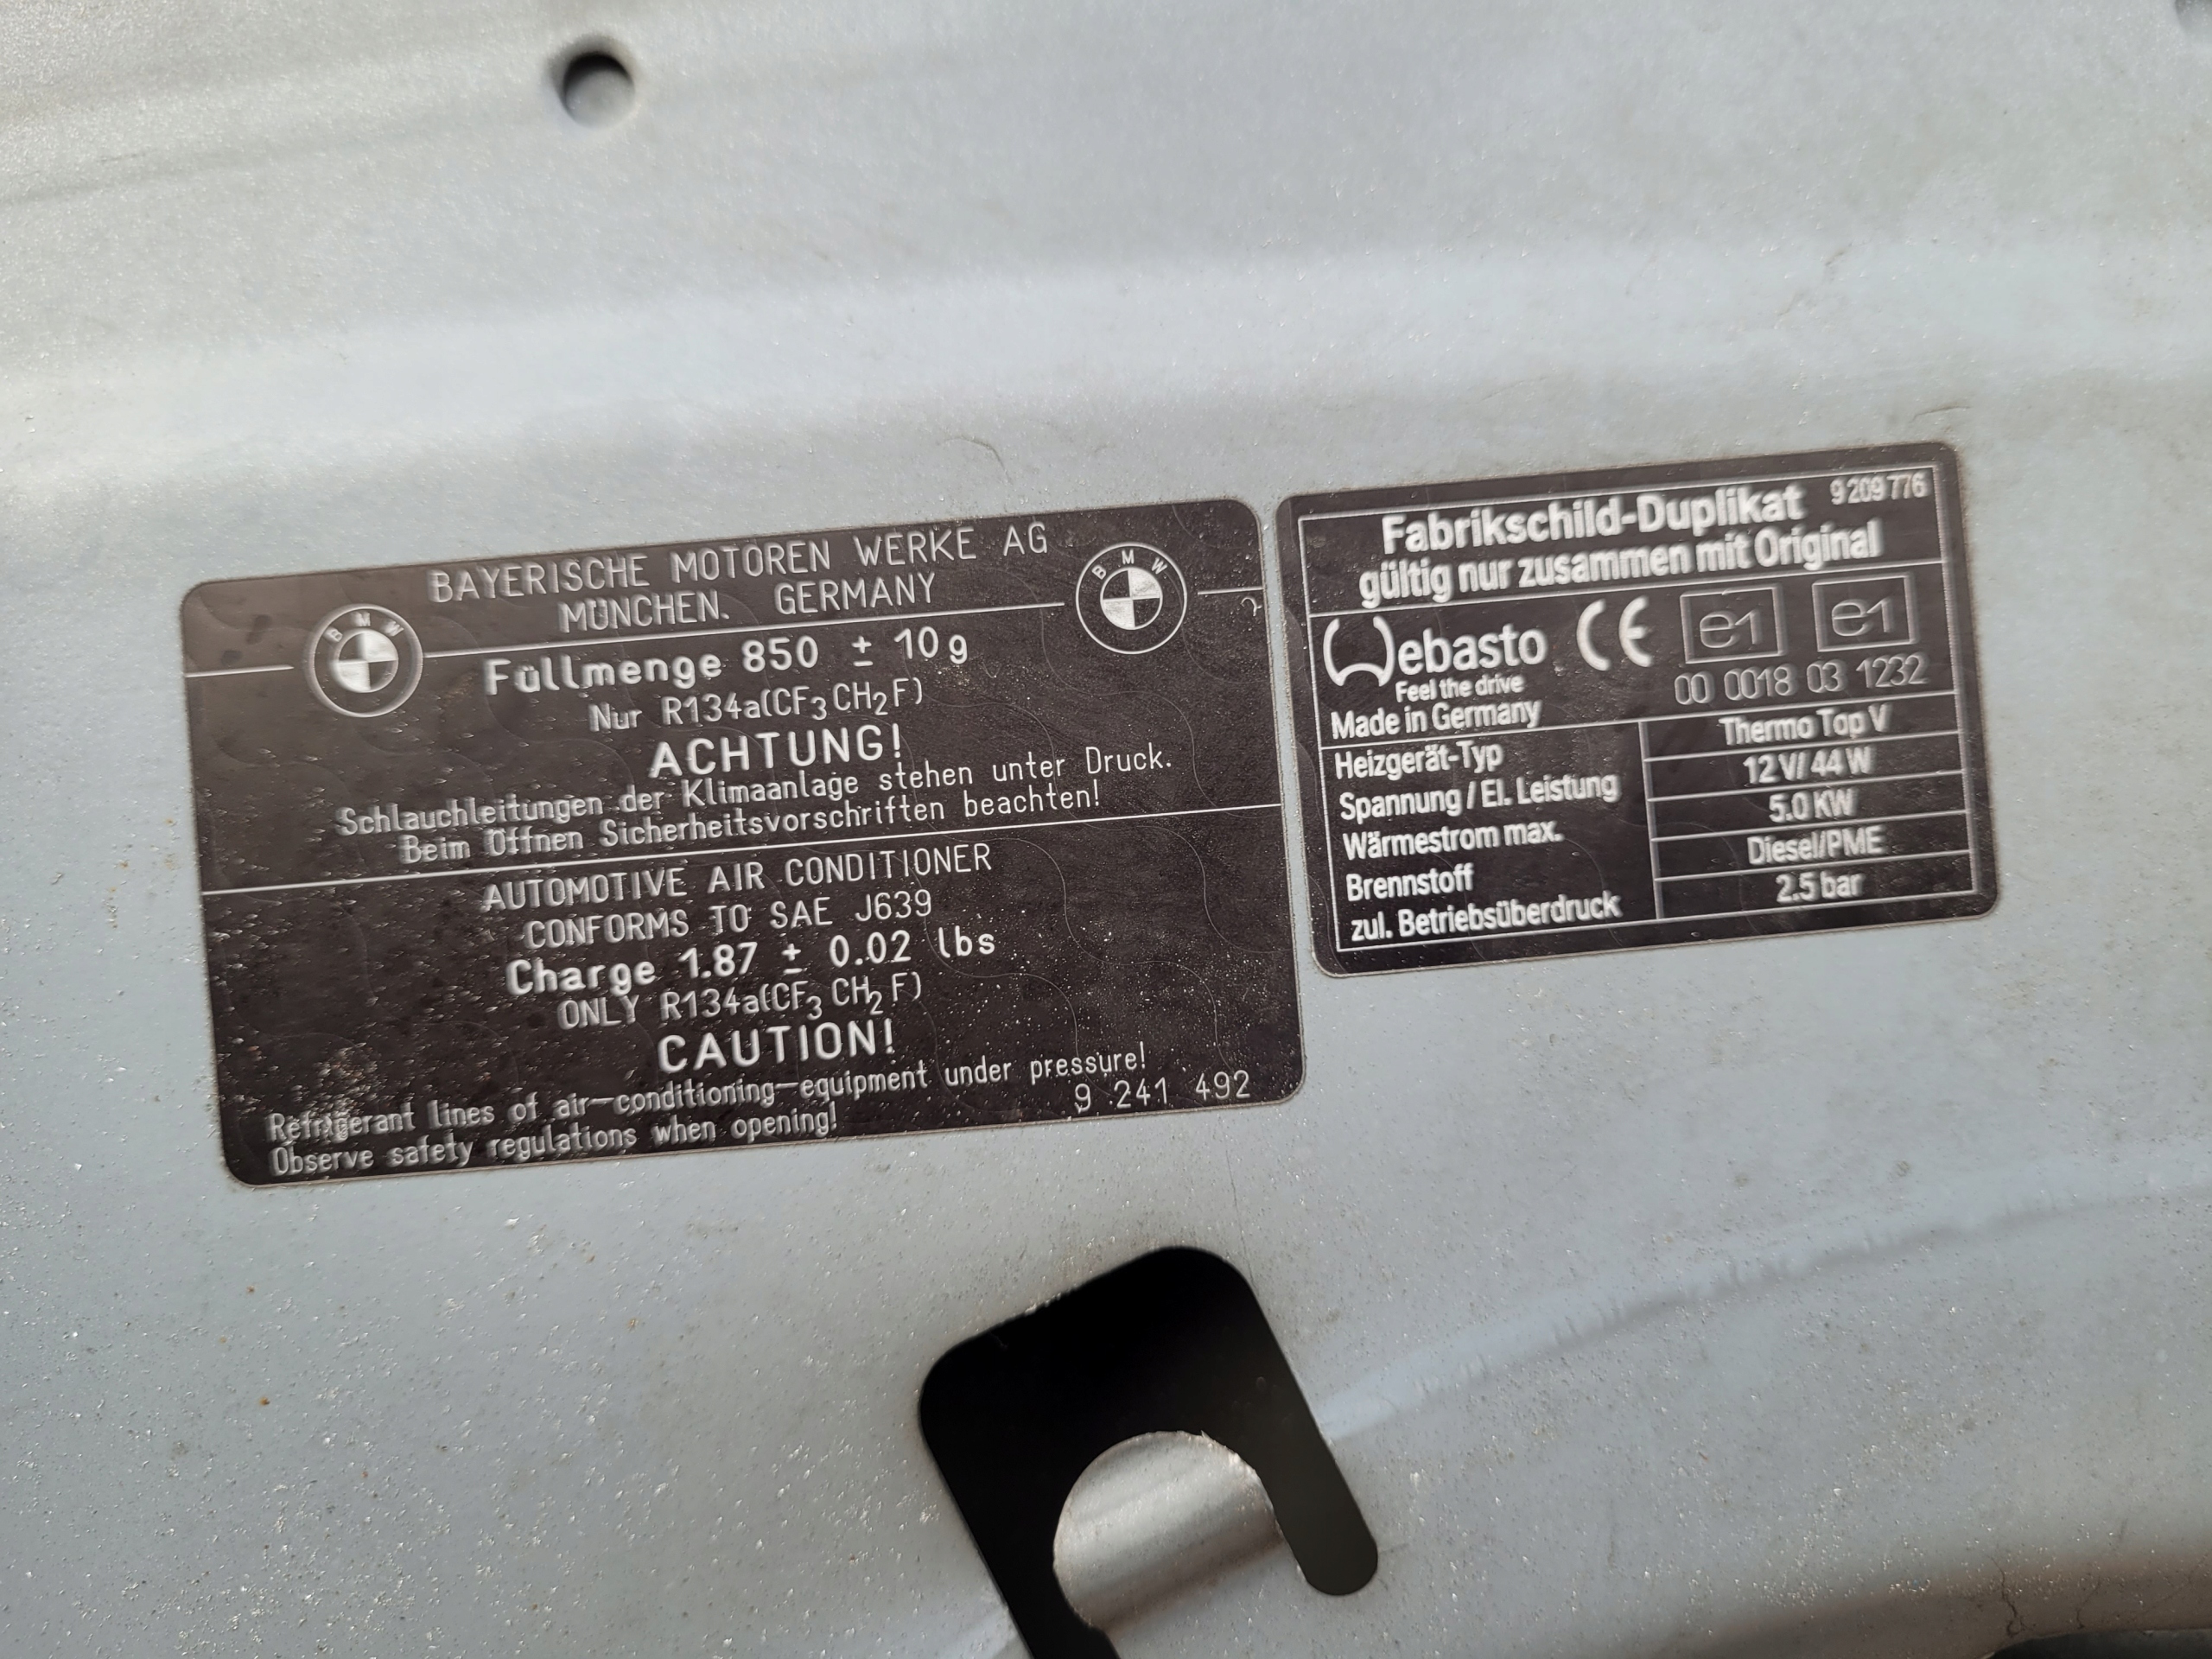 BAYERISCHE MOTOREN WERKE AG
MÜNCHEN. GERMANY
BMW
BMW
Füllmenge 850 ± 10 g
Nur R134a(CF3CH2F)
ACHTUNG!
Schlauchleitungen der Klimaanlage stehen unter Druck.
Beim Öffnen Sicherheitsvorschriften beachten!
AUTOMOTIVE AIR CONDITIONER
CONFORMS TO SAE J639
Charge 1.87 ± 0.02 lbs
ONLY R134a(CF3CH2F)
CAUTION!
Refrigerant lines of air-conditioning-equipment under pressure!
Observe safety regulations when opening!
9 241 492
Fabrikschild-Duplikat 9 209 776
gültig nur zusammen mit Original
Webasto CE e1 e1
Feel the drive 00 0018 03 1232
Made in Germany
Heizgerät-Typ Thermo Top V
Spannung / El. Leistung 12 V/ 44 W
Wärmestrom max. 5.0 KW
Brennstoff Diesel/PME
zul. Betriebsüberdruck 2.5 bar